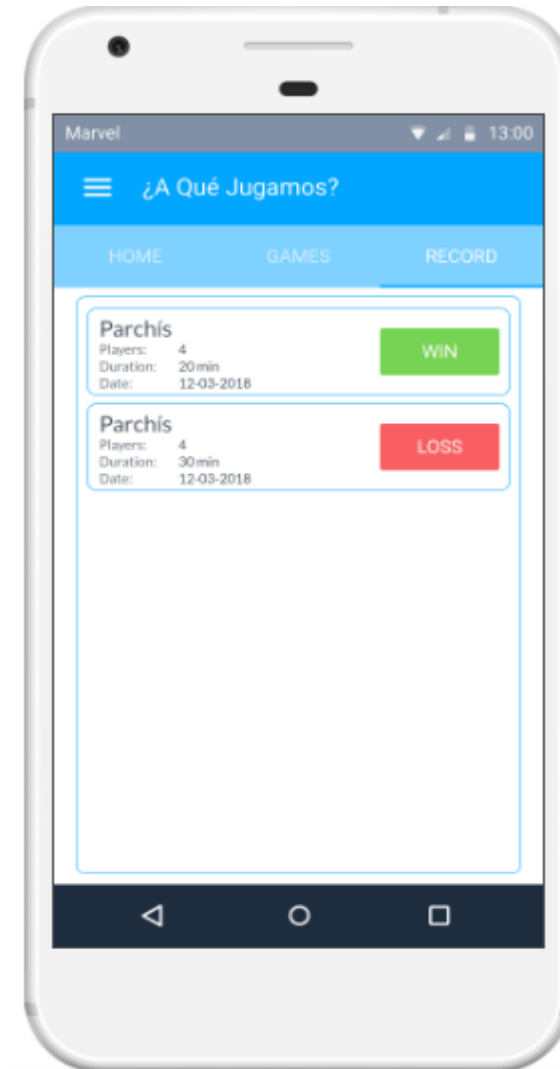 Marvel 13:00
¿A Qué Jugamos?
HOME GAMES RECORD
Parchís
Players: 4
Duration: 20 min
Date: 12-03-2018
WIN
Parchís
Players: 4
Duration: 30 min
Date: 12-03-2018
LOSS